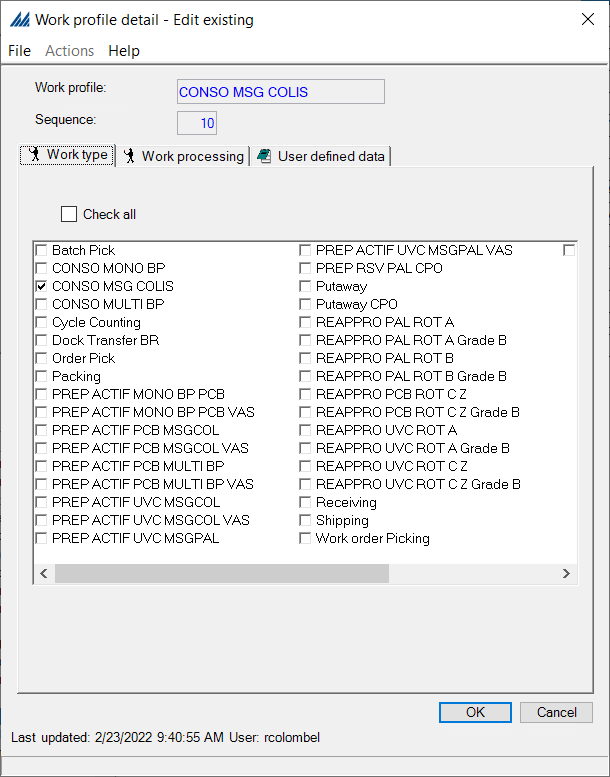 Work profile detail - Edit existing
File Actions Help
Work profile: CONSO MSG COLIS
Sequence: 10
Work type Work processing User defined data
Check all
Batch Pick
CONSO MONO BP
CONSO MSG COLIS
CONSO MULTI BP
Cycle Counting
Dock Transfer BR
Order Pick
Packing
PREP ACTIF MONO BP PCB
PREP ACTIF MONO BP PCB VAS
PREP ACTIF PCB MSGCOL
PREP ACTIF PCB MSGCOL VAS
PREP ACTIF PCB MULTI BP
PREP ACTIF PCB MULTI BP VAS
PREP ACTIF UVC MSGCOL
PREP ACTIF UVC MSGCOL VAS
PREP ACTIF UVC MSGPAL
PREP ACTIF UVC MSGPAL VAS
PREP RSV PAL CPO
Putaway
Putaway CPO
REAPPRO PAL ROT A
REAPPRO PAL ROT A Grade B
REAPPRO PAL ROT B
REAPPRO PAL ROT B Grade B
REAPPRO PCB ROT C Z
REAPPRO PCB ROT C Z Grade B
REAPPRO UVC ROT A
REAPPRO UVC ROT A Grade B
REAPPRO UVC ROT C Z
REAPPRO UVC ROT C Z Grade B
Receiving
Shipping
Work order Picking
OK Cancel
Last updated: 2/23/2022 9:40:55 AM User: rcolombel